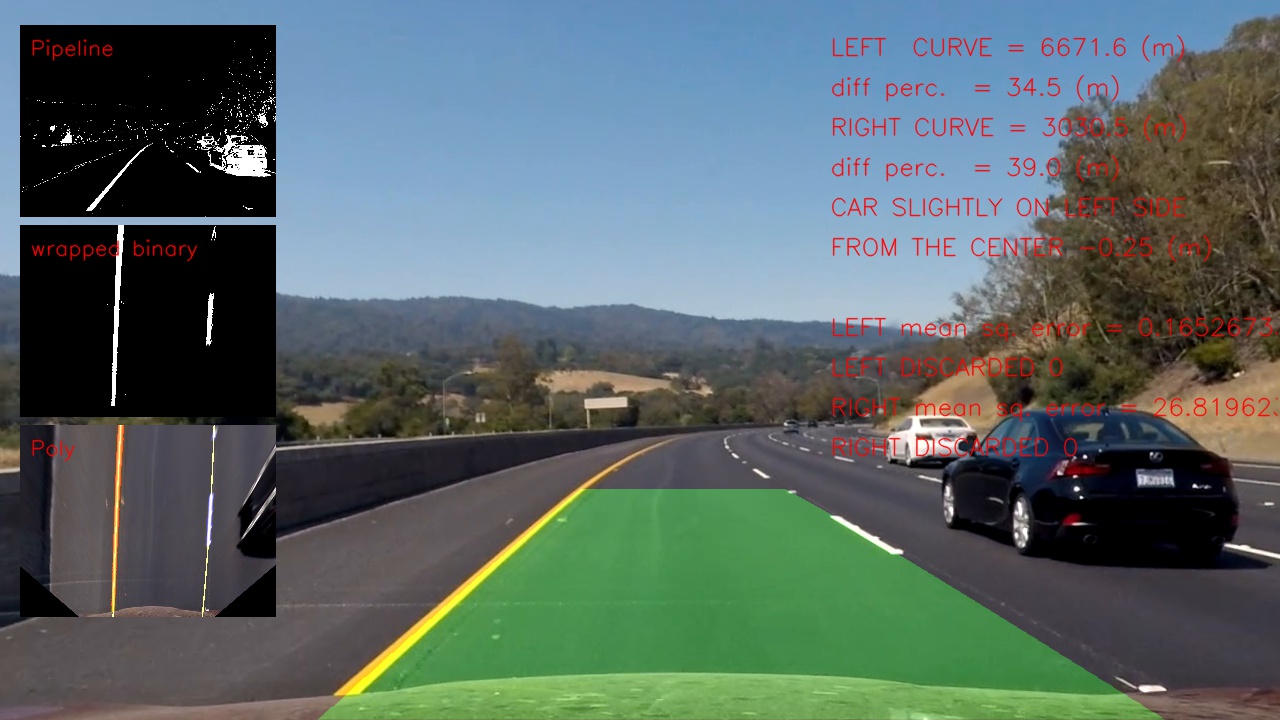 Pipeline
wrapped binary
Poly
LEFT CURVE = 6671.6 (m)
diff perc. = 34.5 (m)
RIGHT CURVE = 3030.5 (m)
diff perc. = 39.0 (m)
CAR SLIGHTLY ON LEFT SIDE
FROM THE CENTER -0.25 (m)
LEFT mean sq. error = 0.1652673
LEFT DISCARDED 0
RIGHT mean sq. error = 26.81962
RIGHT DISCARDED 0